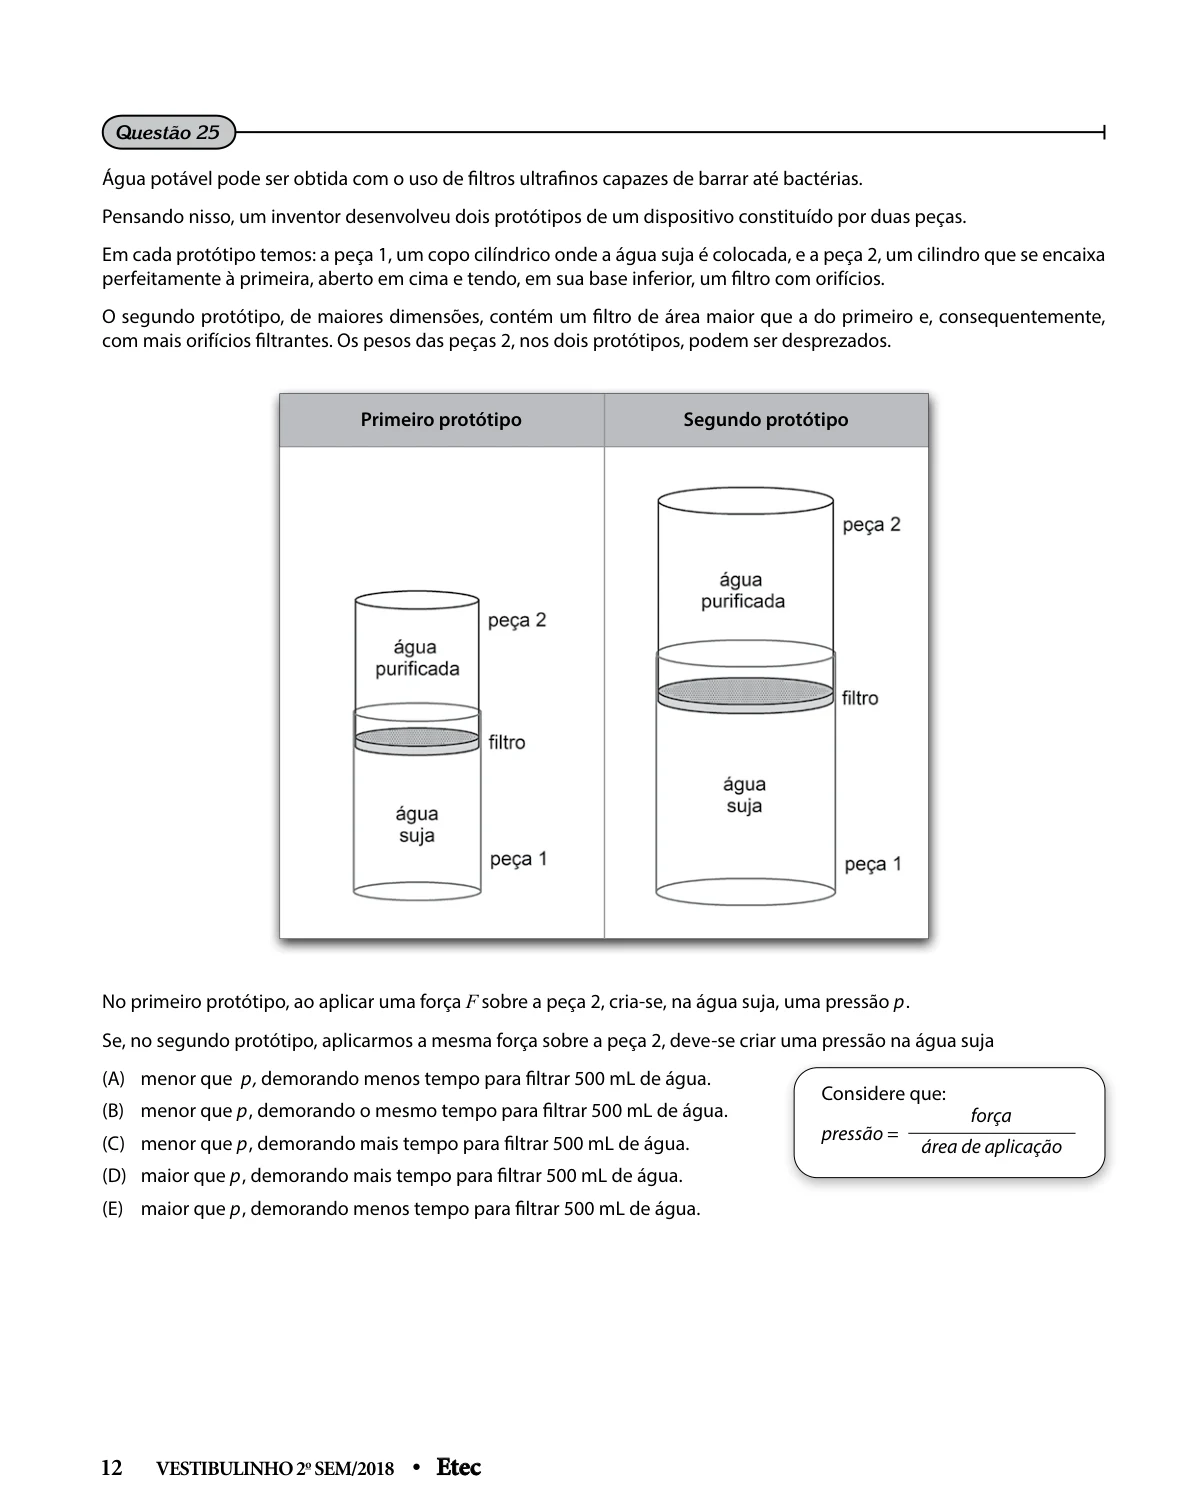 Questão 25
Água potável pode ser obtida com o uso de filtros ultrafinos capazes de barrar até bactérias.
Pensando nisso, um inventor desenvolveu dois protótipos de um dispositivo constituído por duas peças.
Em cada protótipo temos: a peça 1, um copo cilíndrico onde a água suja é colocada, e a peça 2, um cilindro que se encaixa
perfeitamente à primeira, aberto em cima e tendo, em sua base inferior, um filtro com orifícios.
O segundo protótipo, de maiores dimensões, contém um filtro de área maior que a do primeiro e, consequentemente,
com mais orifícios filtrantes. Os pesos das peças 2, nos dois protótipos, podem ser desprezados.
Primeiro protótipo
peça 2
água
purificada
filtro
água
suja
peça 1
Segundo protótipo
peça 2
água
purificada
filtro
água
suja
peça 1
No primeiro protótipo, ao aplicar uma força F sobre a peça 2, cria-se, na água suja, uma pressão p.
Se, no segundo protótipo, aplicarmos a mesma força sobre a peça 2, deve-se criar uma pressão na água suja
(A) menor que p, demorando menos tempo para filtrar 500 mL de água.
(B) menor que p, demorando o mesmo tempo para filtrar 500 mL de água.
(C) menor que p, demorando mais tempo para filtrar 500 mL de água.
(D) maior que p, demorando mais tempo para filtrar 500 mL de água.
(E) maior que p, demorando menos tempo para filtrar 500 mL de água.
Considere que:
força
pressão =
área de aplicação
12 VESTIBULINHO 2º SEM/2018 • Etec